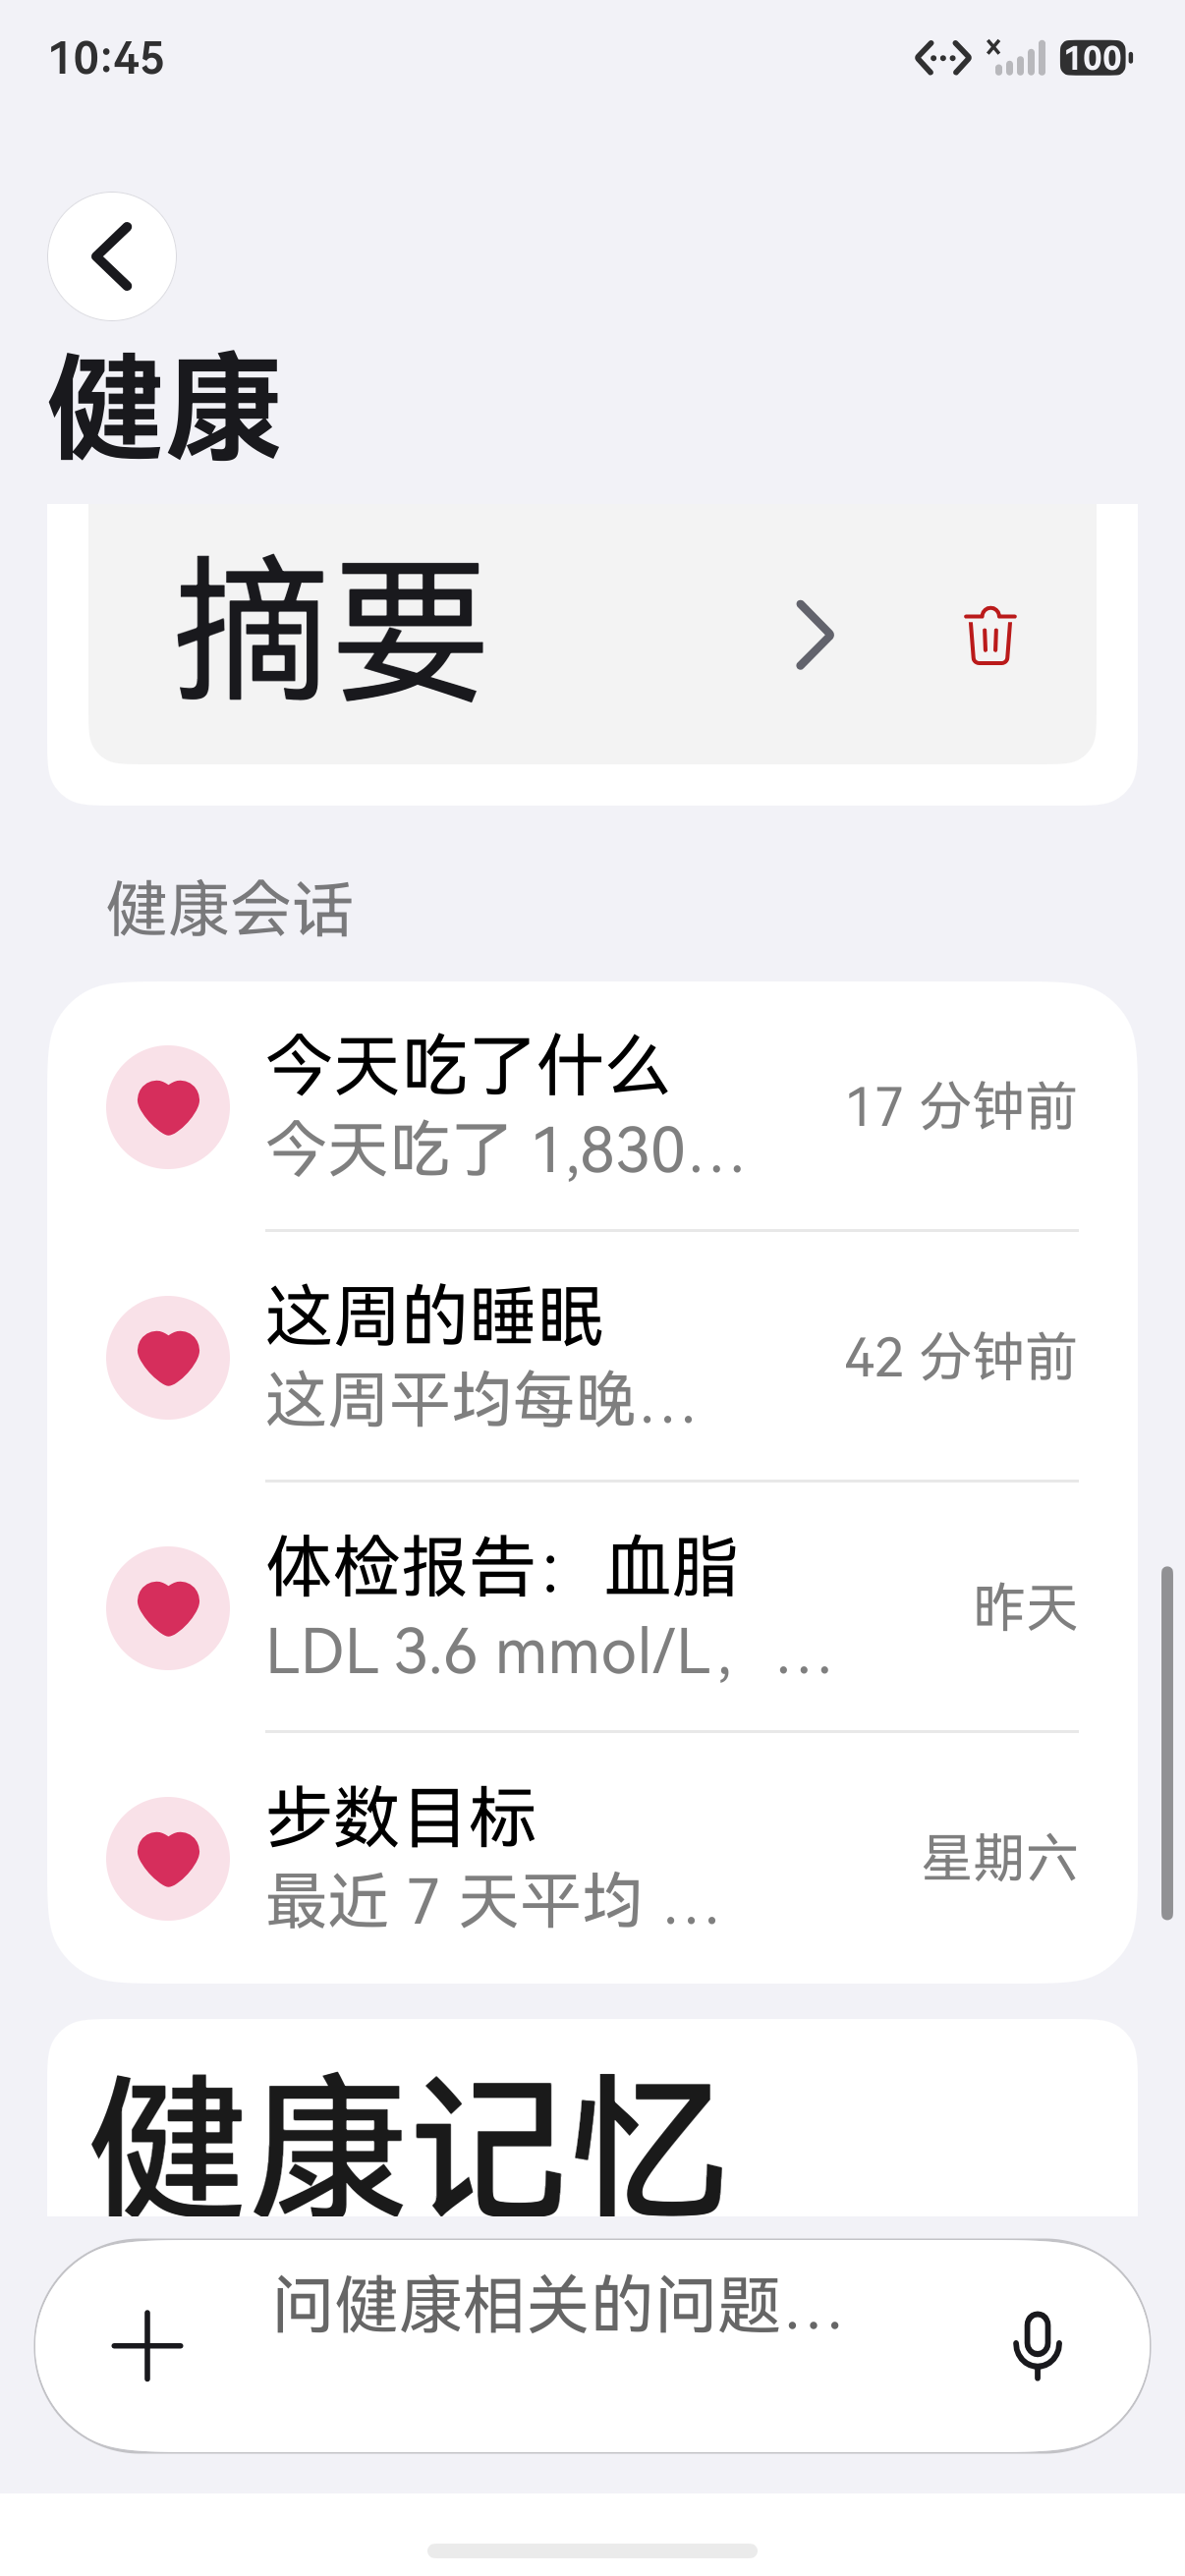 10:45
100
健康
摘要
健康会话
今天吃了什么
17 分钟前
今天吃了 1,830…
这周的睡眠
42 分钟前
这周平均每晚…
体检报告：血脂
昨天
LDL 3.6 mmol/L，…
步数目标
星期六
最近 7 天平均 …
健康记忆
问健康相关的问题…